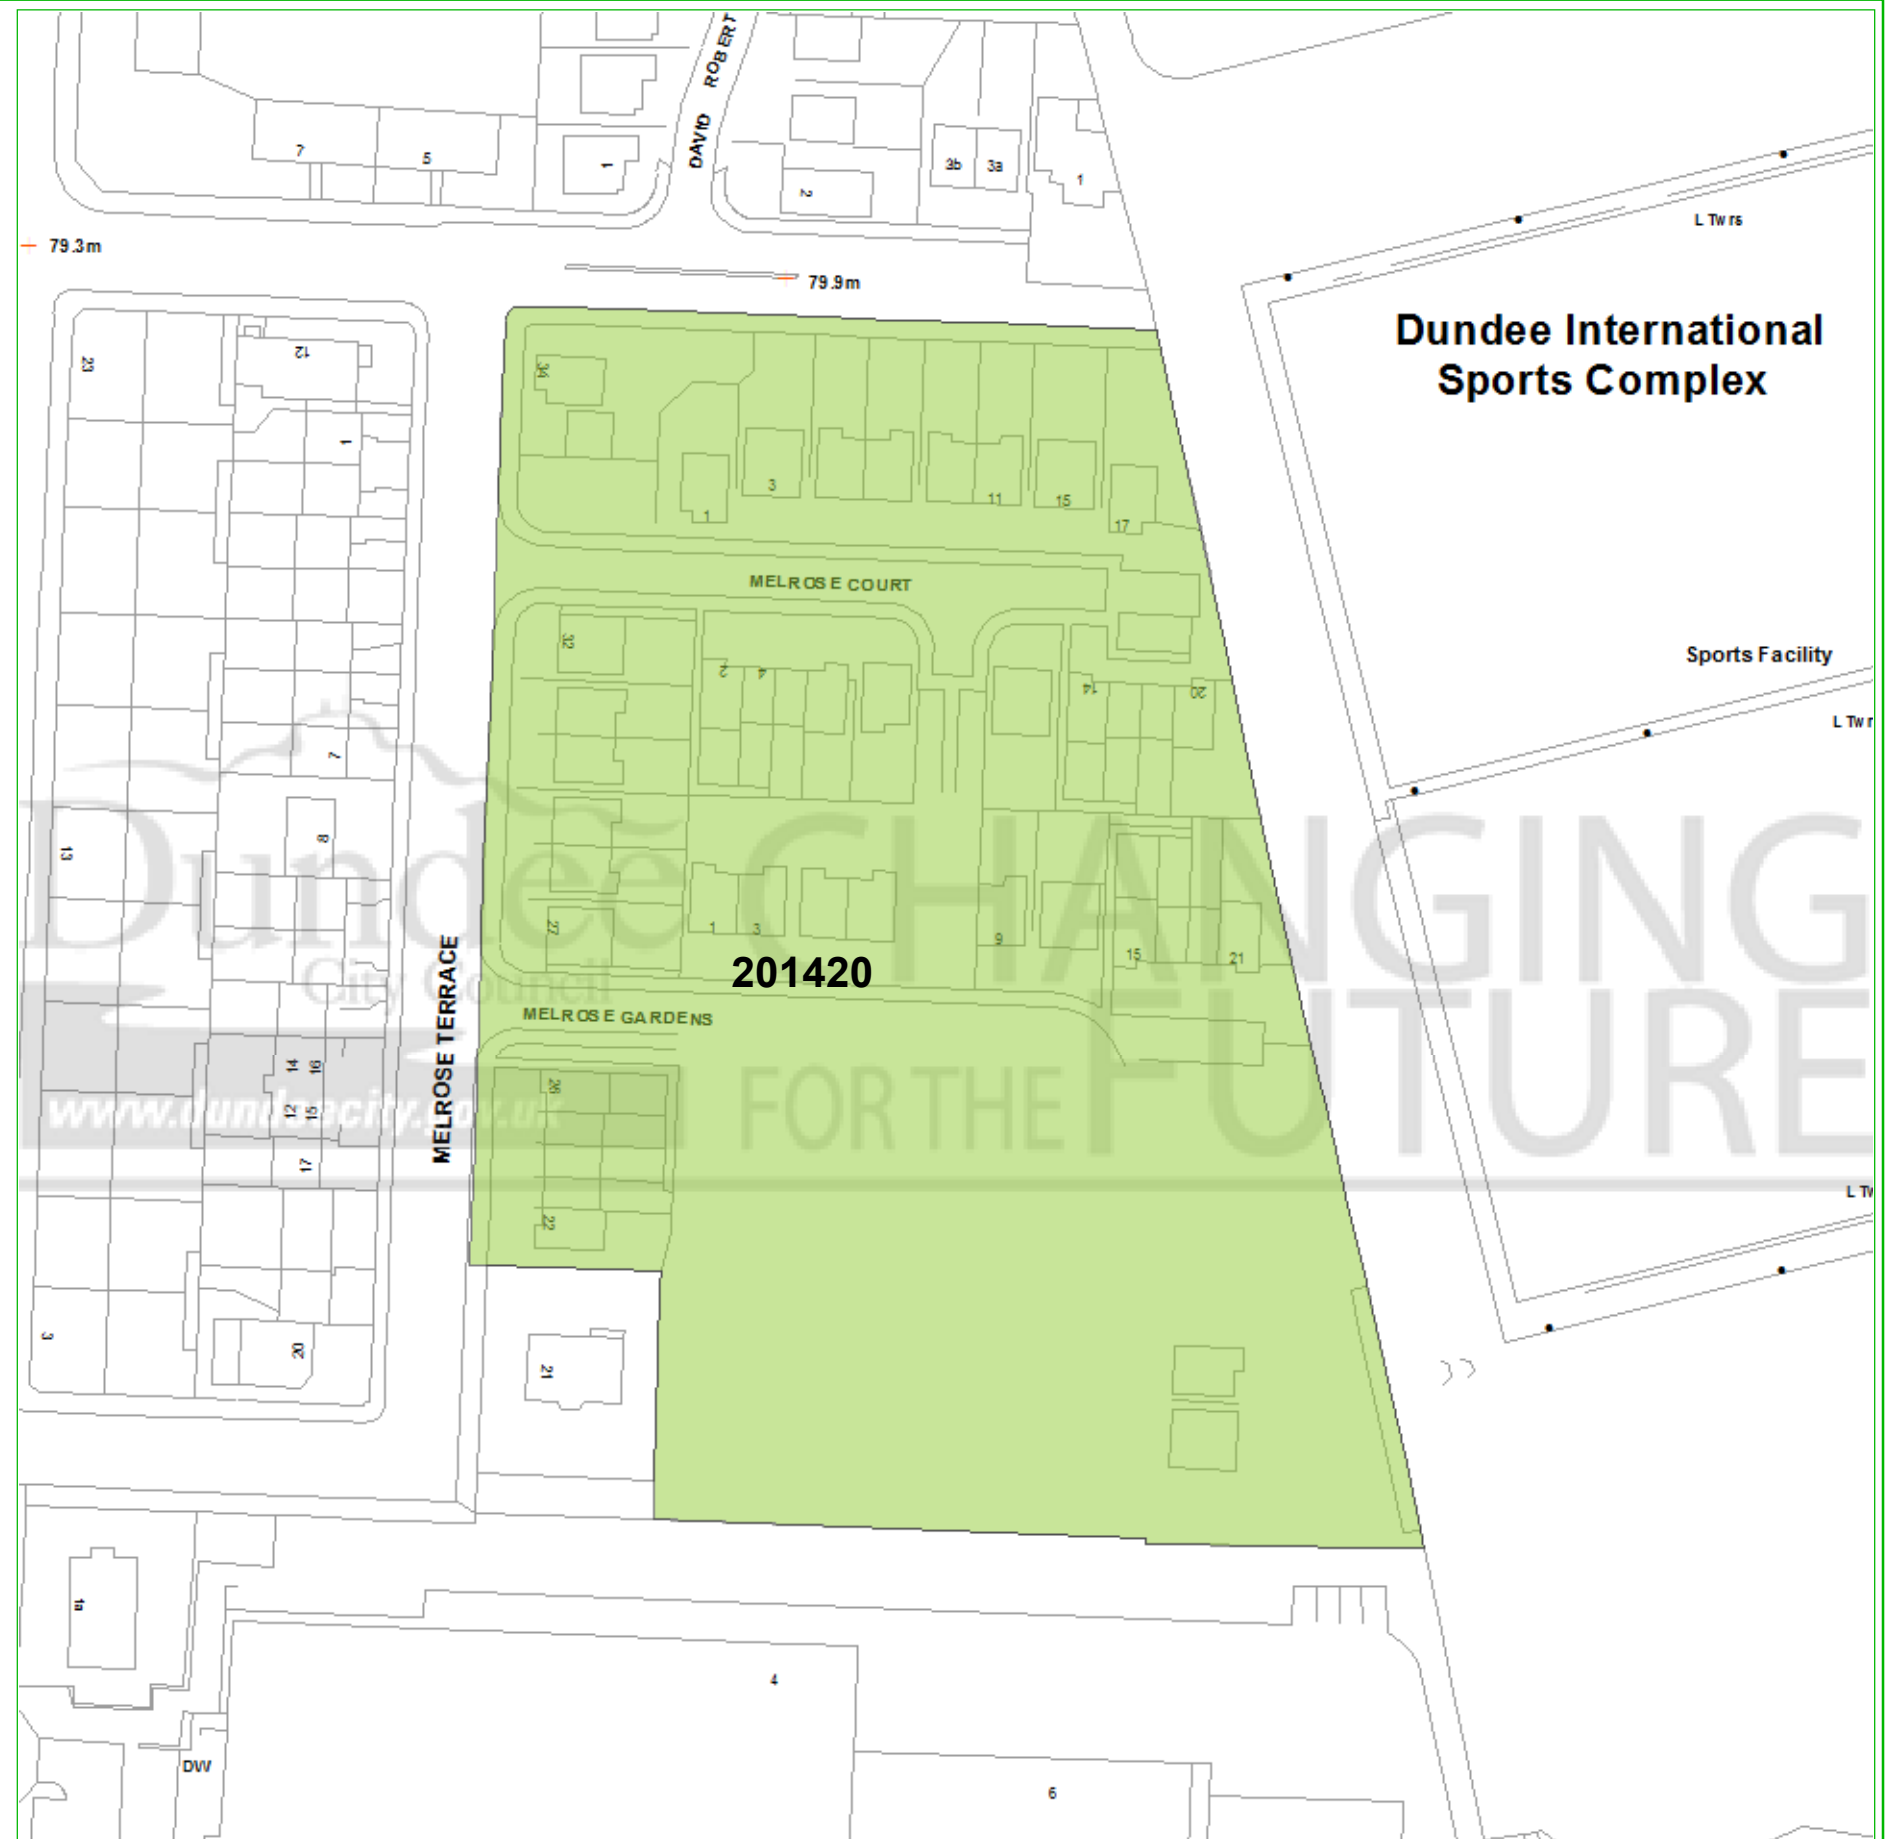 DAVID ROBERT
7
5
1
2
3b
3a
1
L Twrs
79.3m
79.9m
Dundee International
Sports Complex
23
12
34
1
3
11
15
17
1
MELROSE COURT
32
2
4
14
20
Sports Facility
L Twr
7
13
8
Dundee
City Council
www.dundeecity.gov.uk
CHANGING
FOR THE FUTURE
27
1
3
9
15
21
201420
MELROSE TERRACE
MELROSE GARDENS
14
16
12
15
17
26
22
L Tw
3
20
21
1a
4
DW
6